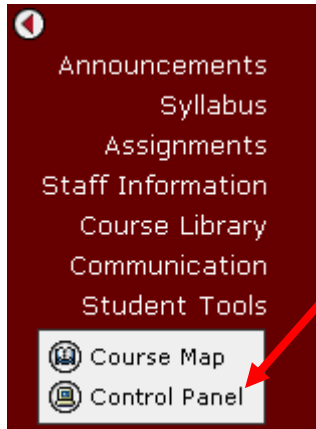 Announcements
Syllabus
Assignments
Staff Information
Course Library
Communication
Student Tools
Course Map
Control Panel